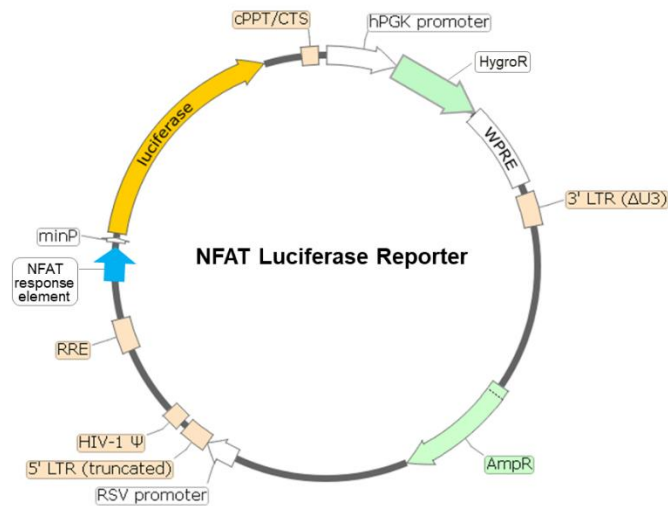 cPPT/CTS
hPGK promoter
HygroR
WPRE
luciferase
3' LTR (ΔU3)
minP
NFAT
response
element
NFAT Luciferase Reporter
RRE
HIV-1 Ψ
5' LTR (truncated)
RSV promoter
AmpR